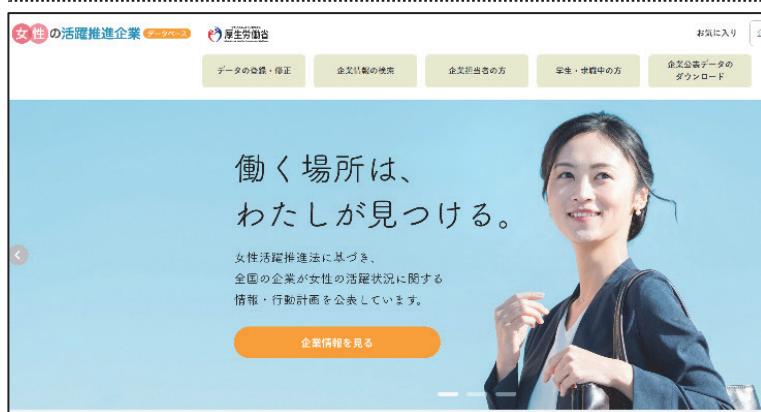 女性の活躍推進企業 データベース
厚生労働省
お気に入り
データの登録・修正
企業情報の検索
企業担当者の方
学生・求職中の方
企業公表データの
ダウンロード
働く場所は、
わたしが見つける。
女性活躍推進法に基づき、
全国の企業が女性の活躍状況に関する
情報・行動計画を公表しています。
企業情報を見る